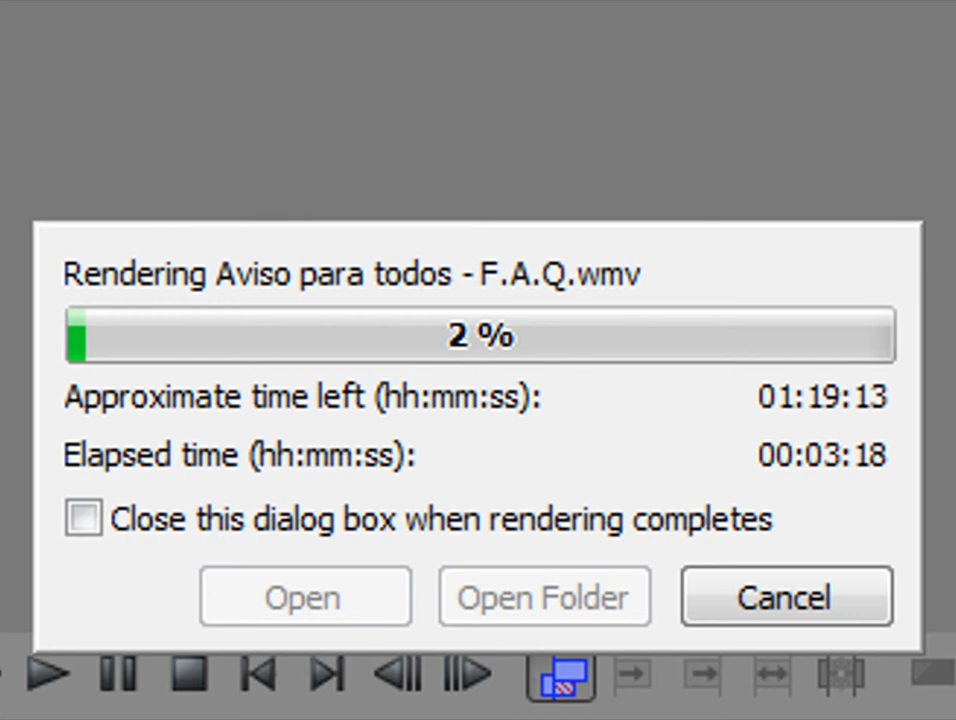 Rendering Aviso para todos - F.A.Q.wmv
2 %
Approximate time left (hh:mm:ss): 01:19:13
Elapsed time (hh:mm:ss): 00:03:18
Close this dialog box when rendering completes
Open Open Folder Cancel